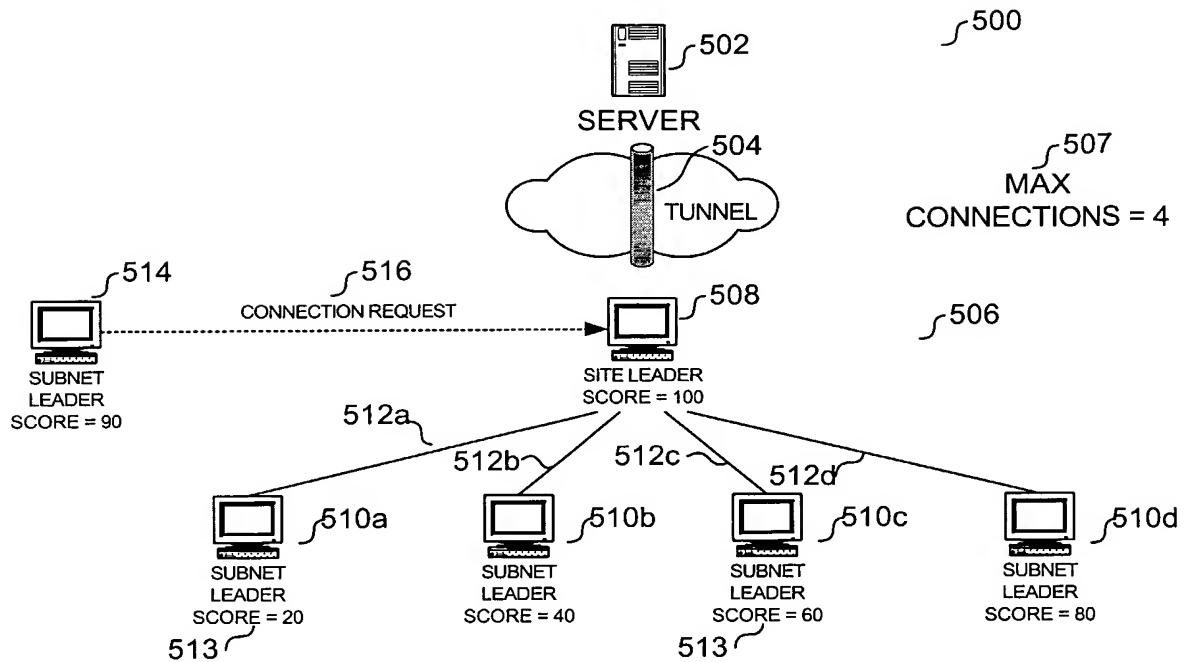 500
502
SERVER
504
507
TUNNEL
MAX
CONNECTIONS = 4
514
516
CONNECTION REQUEST
508
506
SUBNET
LEADER
SCORE = 90
SITE LEADER
SCORE = 100
512a
512b
512c
512d
510a
510b
510c
510d
SUBNET
LEADER
SCORE = 20
SUBNET
LEADER
SCORE = 40
SUBNET
LEADER
SCORE = 60
SUBNET
LEADER
SCORE = 80
513
513